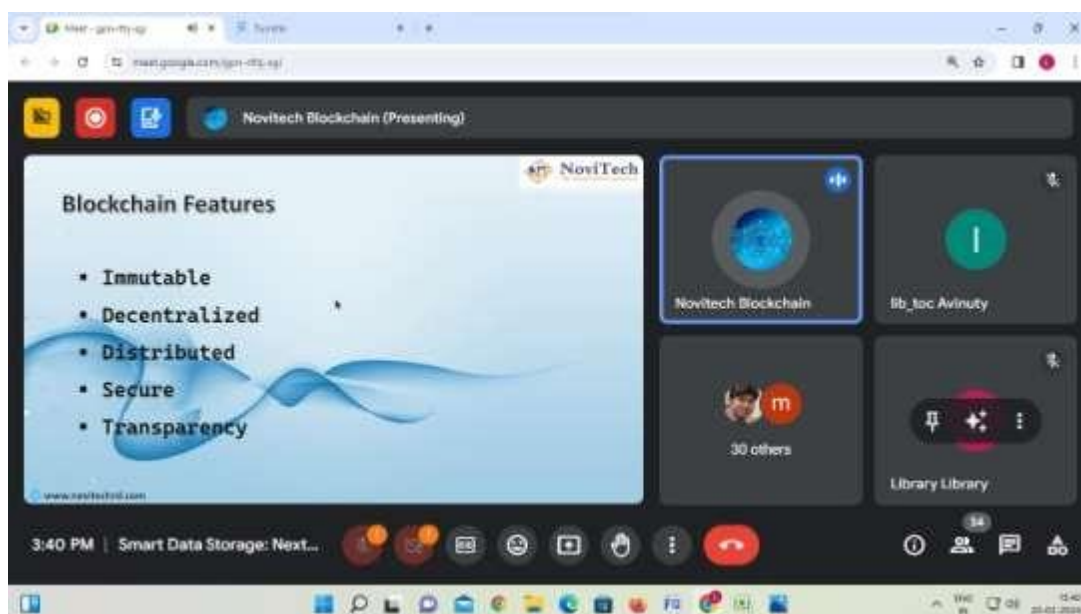 Novitech Blockchain (Presenting)
NoviTech
Blockchain Features
• Immutable
• Decentralized
• Distributed
• Secure
• Transparency
Novitech Blockchain
lib_toc Avinuty
I
m
30 others
Library Library
3:40 PM | Smart Data Storage: Next...
34